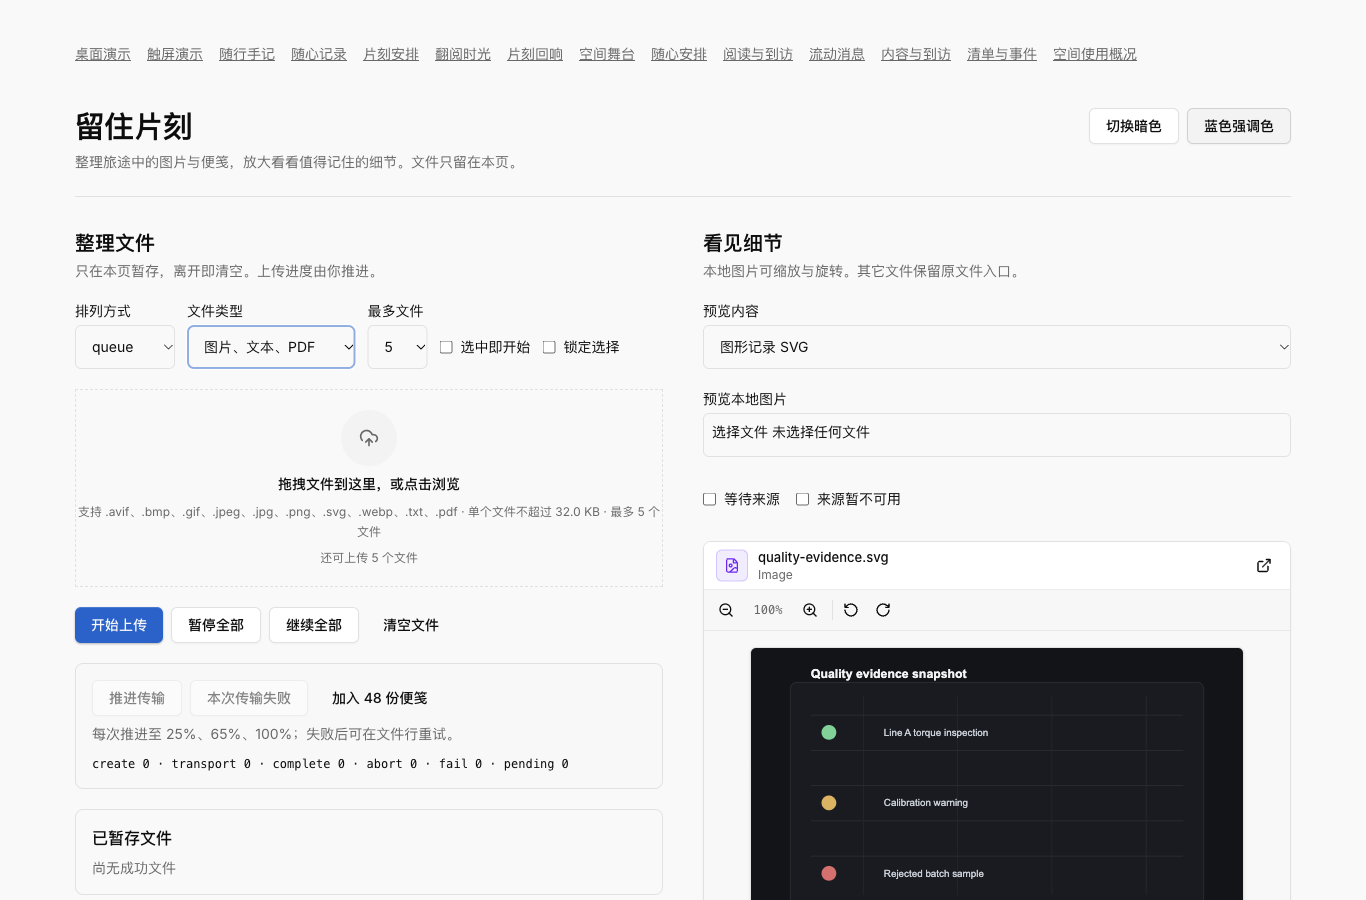 桌面演示 触屏演示 随行手记 随心记录 片刻安排 翻阅时光 片刻回响 空间舞台 随心安排 阅读与到访 流动消息 内容与到访 清单与事件 空间使用概况
留住片刻
切换暗色 蓝色强调色
整理旅途中的图片与便笺，放大看看值得记住的细节。文件只留在本页。
整理文件
只在本页暂存，离开即清空。上传进度由你推进。
排列方式 文件类型 最多文件
queue 图片、文本、PDF 5 选中即开始 锁定选择
拖拽文件到这里，或点击浏览
支持 .avif、.bmp、.gif、.jpeg、.jpg、.png、.svg、.webp、.txt、.pdf · 单个文件不超过 32.0 KB · 最多 5 个
文件
还可上传 5 个文件
开始上传 暂停全部 继续全部 清空文件
推进传输 本次传输失败 加入 48 份便笺
每次推进至 25%、65%、100%；失败后可在文件行重试。
create 0 · transport 0 · complete 0 · abort 0 · fail 0 · pending 0
已暂存文件
尚无成功文件
看见细节
本地图片可缩放与旋转。其它文件保留原文件入口。
预览内容
图形记录 SVG
预览本地图片
选择文件 未选择任何文件
等待来源 来源暂不可用
quality-evidence.svg
Image
100%
Quality evidence snapshot
Line A torque inspection
Calibration warning
Rejected batch sample